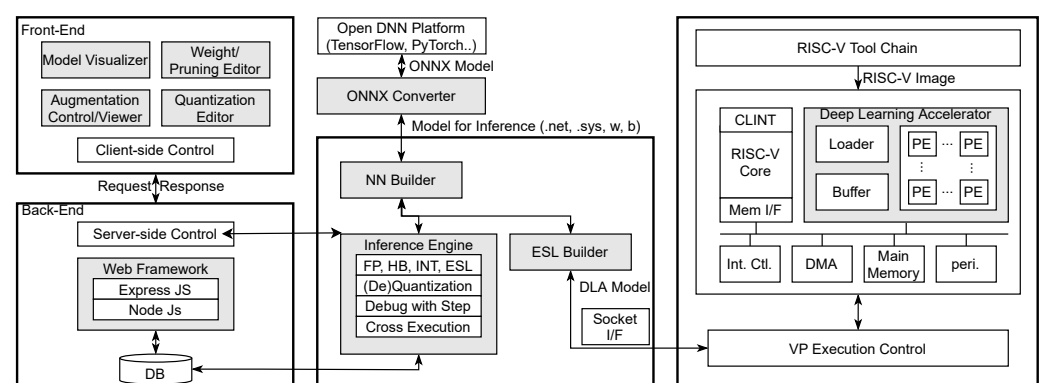 Front-End
Model Visualizer
Weight/
Pruning Editor
Augmentation
Control/Viewer
Quantization
Editor
Client-side Control
Request
Response
Back-End
Server-side Control
Web Framework
Express JS
Node Js
DB
Open DNN Platform
(TensorFlow, PyTorch..)
ONNX Model
ONNX Converter
Model for Inference (.net, .sys, w, b)
NN Builder
Inference Engine
FP, HB, INT, ESL
(De)Quantization
Debug with Step
Cross Execution
ESL Builder
DLA Model
Socket
I/F
RISC-V Tool Chain
RISC-V Image
CLINT
RISC-V
Core
Mem I/F
Deep Learning Accelerator
Loader
Buffer
PE ... PE
PE ... PE
Int. Ctl.
DMA
Main
Memory
peri.
VP Execution Control